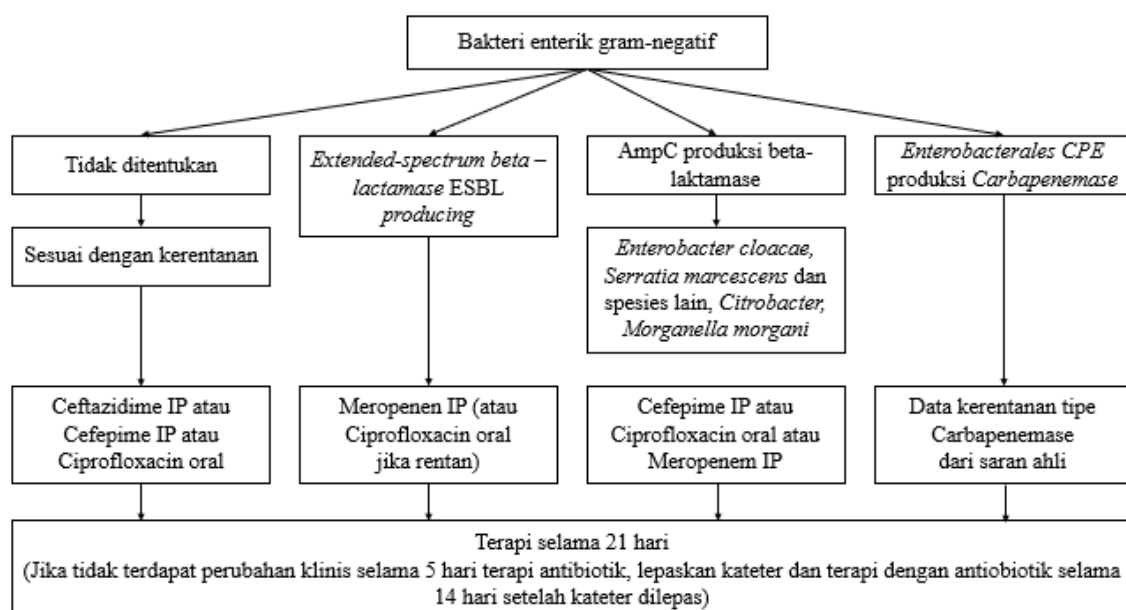 Bakteri enterik gram-negatif
Tidak ditentukan
Extended-spectrum beta –
lactamase ESBL
producing
AmpC produksi beta-
laktamase
Enterobacterales CPE
produksi Carbapenemase
Sesuai dengan kerentanan
Enterobacter cloacae,
Serratia marcescens dan
spesies lain, Citrobacter,
Morganella morgani
Ceftazidime IP atau
Cefepime IP atau
Ciprofloxacin oral
Meropenen IP (atau
Ciprofloxacin oral
jika rentan)
Cefepime IP atau
Ciprofloxacin oral atau
Meropenem IP
Data kerentanan tipe
Carbapenemase
dari saran ahli
Terapi selama 21 hari
(Jika tidak terdapat perubahan klinis selama 5 hari terapi antibiotik, lepaskan kateter dan terapi dengan antiobiotik selama
14 hari setelah kateter dilepas)